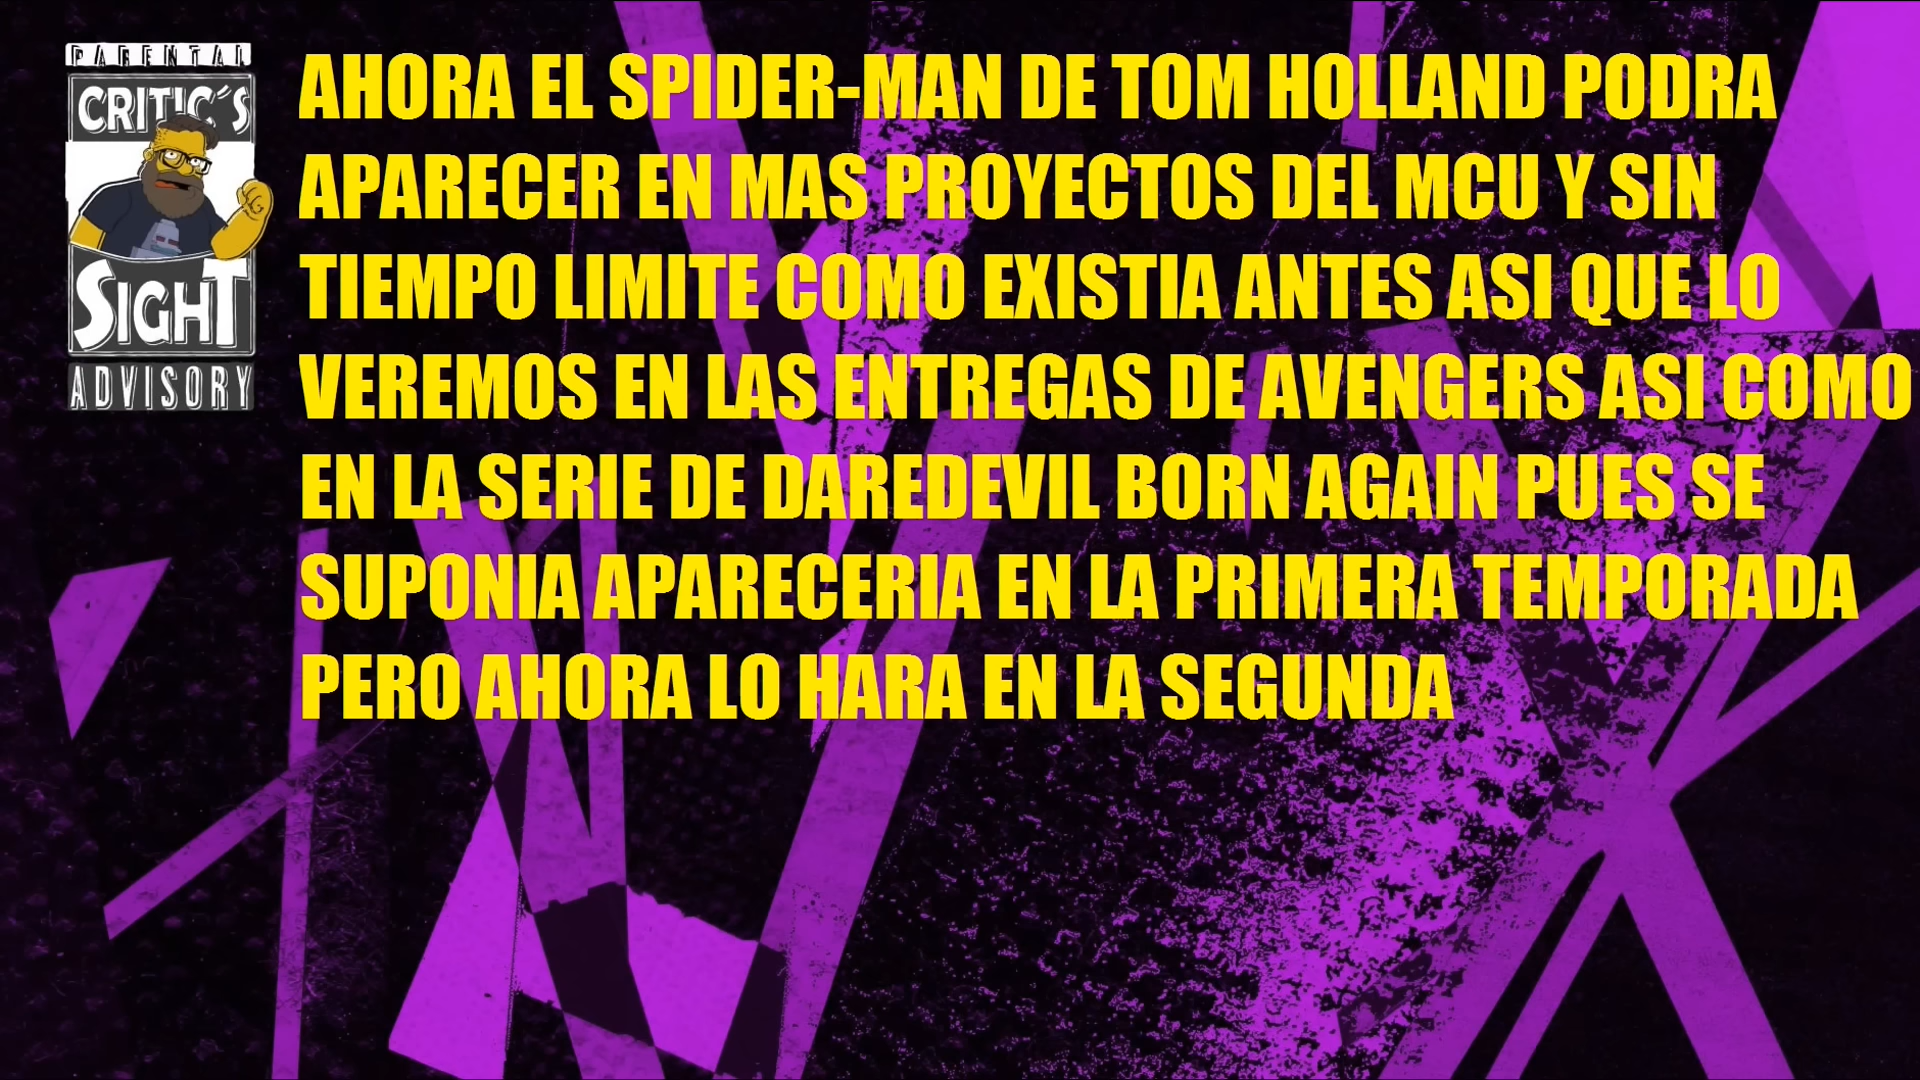 PARENTAL
CRITIC´S
SIGHT
ADVISORY
AHORA EL SPIDER-MAN DE TOM HOLLAND PODRA
APARECER EN MAS PROYECTOS DEL MCU Y SIN
TIEMPO LIMITE COMO EXISTIA ANTES ASI QUE LO
VEREMOS EN LAS ENTREGAS DE AVENGERS ASI COMO
EN LA SERIE DE DAREDEVIL BORN AGAIN PUES SE
SUPONIA APARECERIA EN LA PRIMERA TEMPORADA
PERO AHORA LO HARA EN LA SEGUNDA